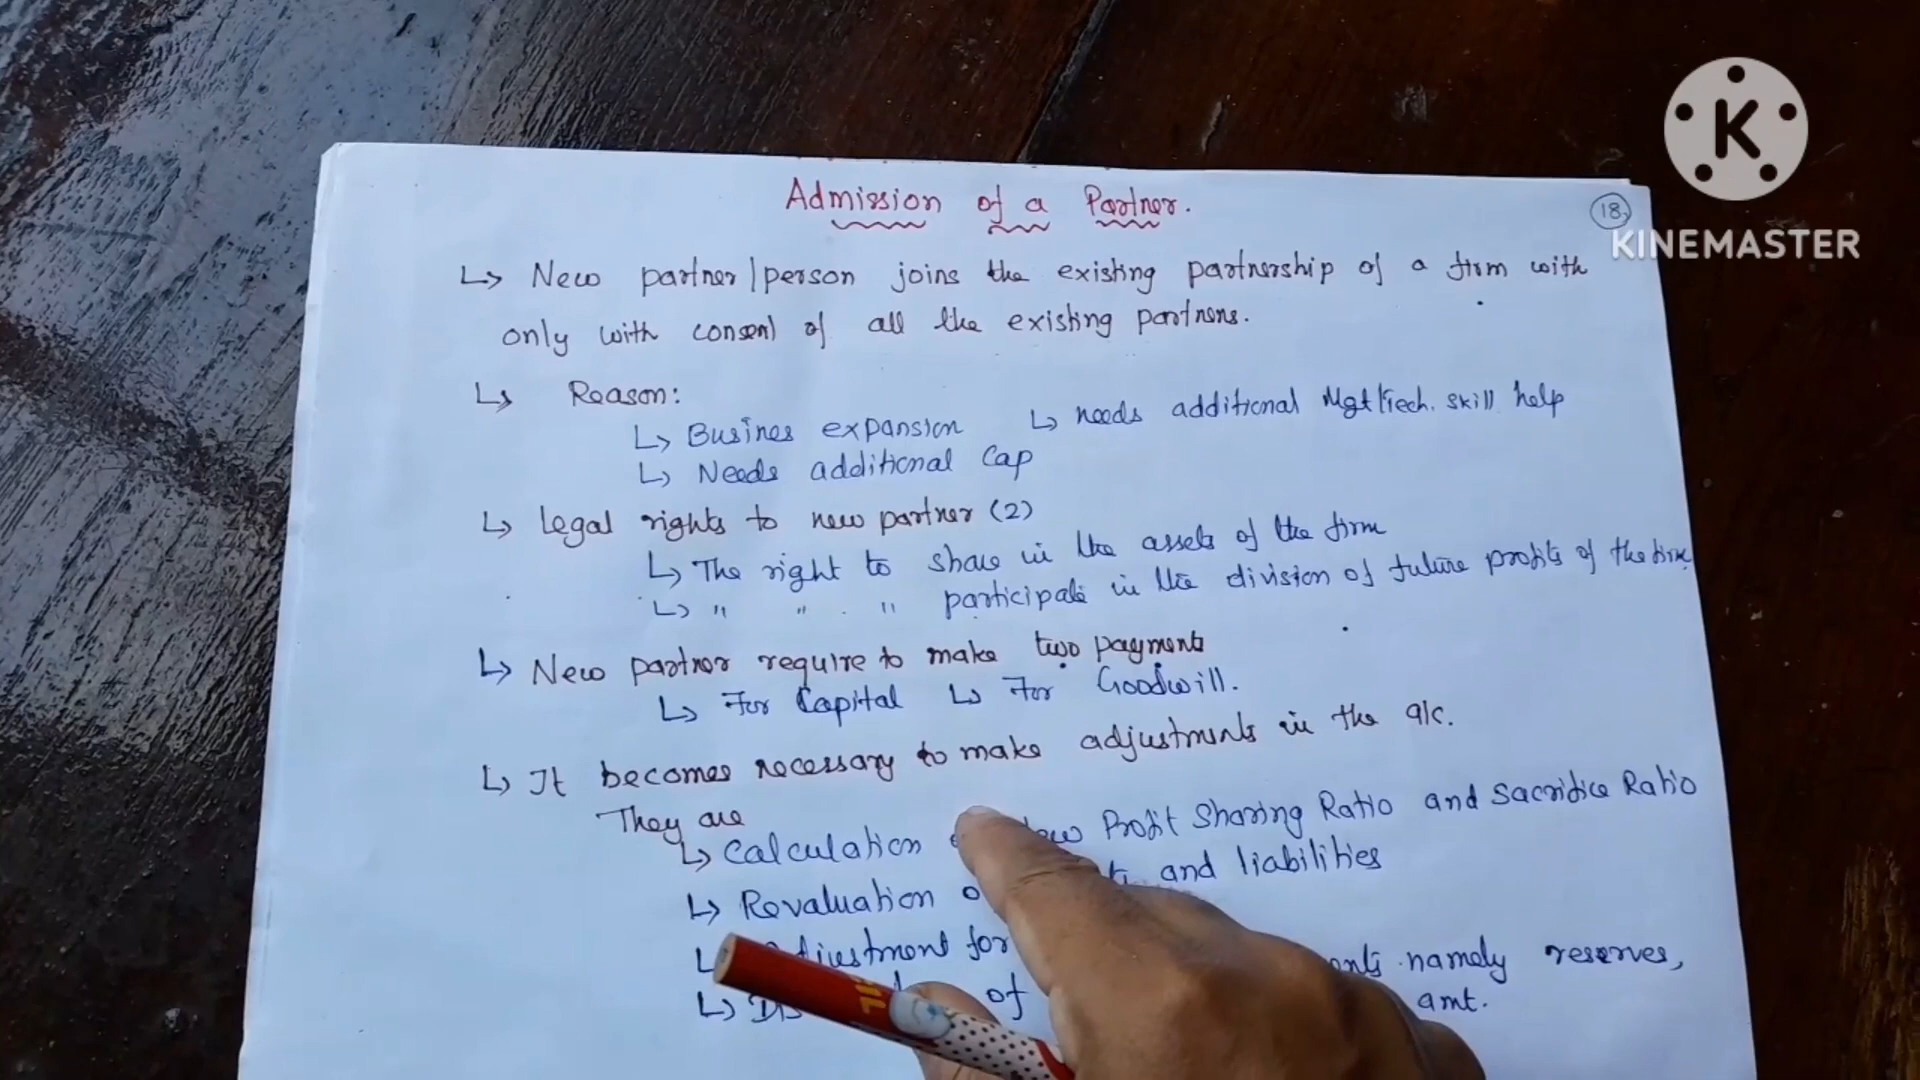 Admission of a Partner.
18
KINEMASTER
↳ New partner/person joins the existing partnership of a firm with
only with consent of all the existing partners.
↳ Reason:
↳ Busines expansion ↳ needs additional Mgt/Tech. skill help
↳ Needs additional Cap
↳ Legal rights to new partner (2)
↳ The right to share in the assets of the firm
↳ " " " participate in the division of future profits of the firm
↳ New partner require to make two payments
↳ For Capital ↳ For Goodwill.
↳ It becomes necessary to make adjustments in the a/c.
They are
↳ Calculation Profit Sharing Ratio and Sacrifice Ratio
↳ Revaluation and liabilities
↳ for namely reserves,
↳ of amt.